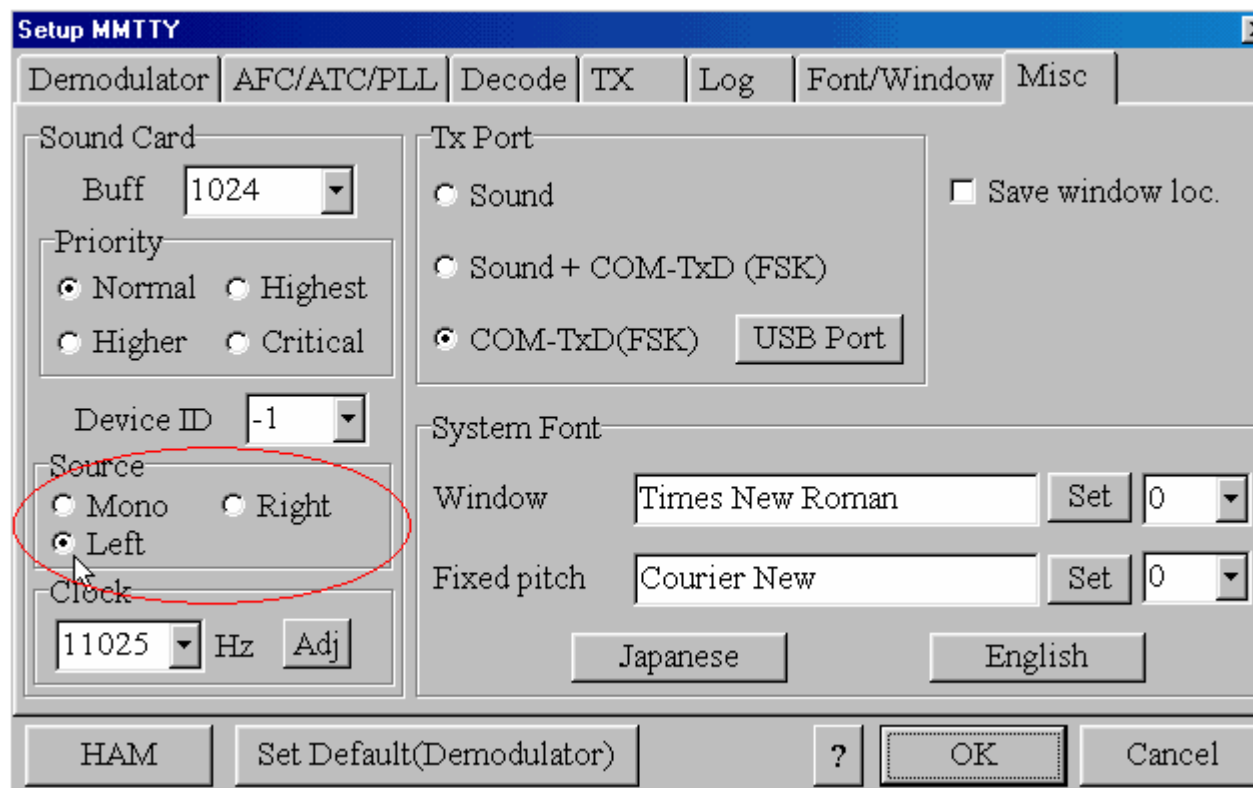 Setup MMTTY
Demodulator AFC/ATC/PLL Decode TX Log Font/Window Misc
Sound Card
Buff 1024
Priority
Normal Highest
Higher Critical
Device ID -1
Source
Mono Right
Left
Clock
11025 Hz Adj
Tx Port
Sound
Sound + COM-TxD (FSK)
COM-TxD(FSK) USB Port
Save window loc.
System Font
Window Times New Roman Set 0
Fixed pitch Courier New Set 0
Japanese English
HAM Set Default(Demodulator) ? OK Cancel